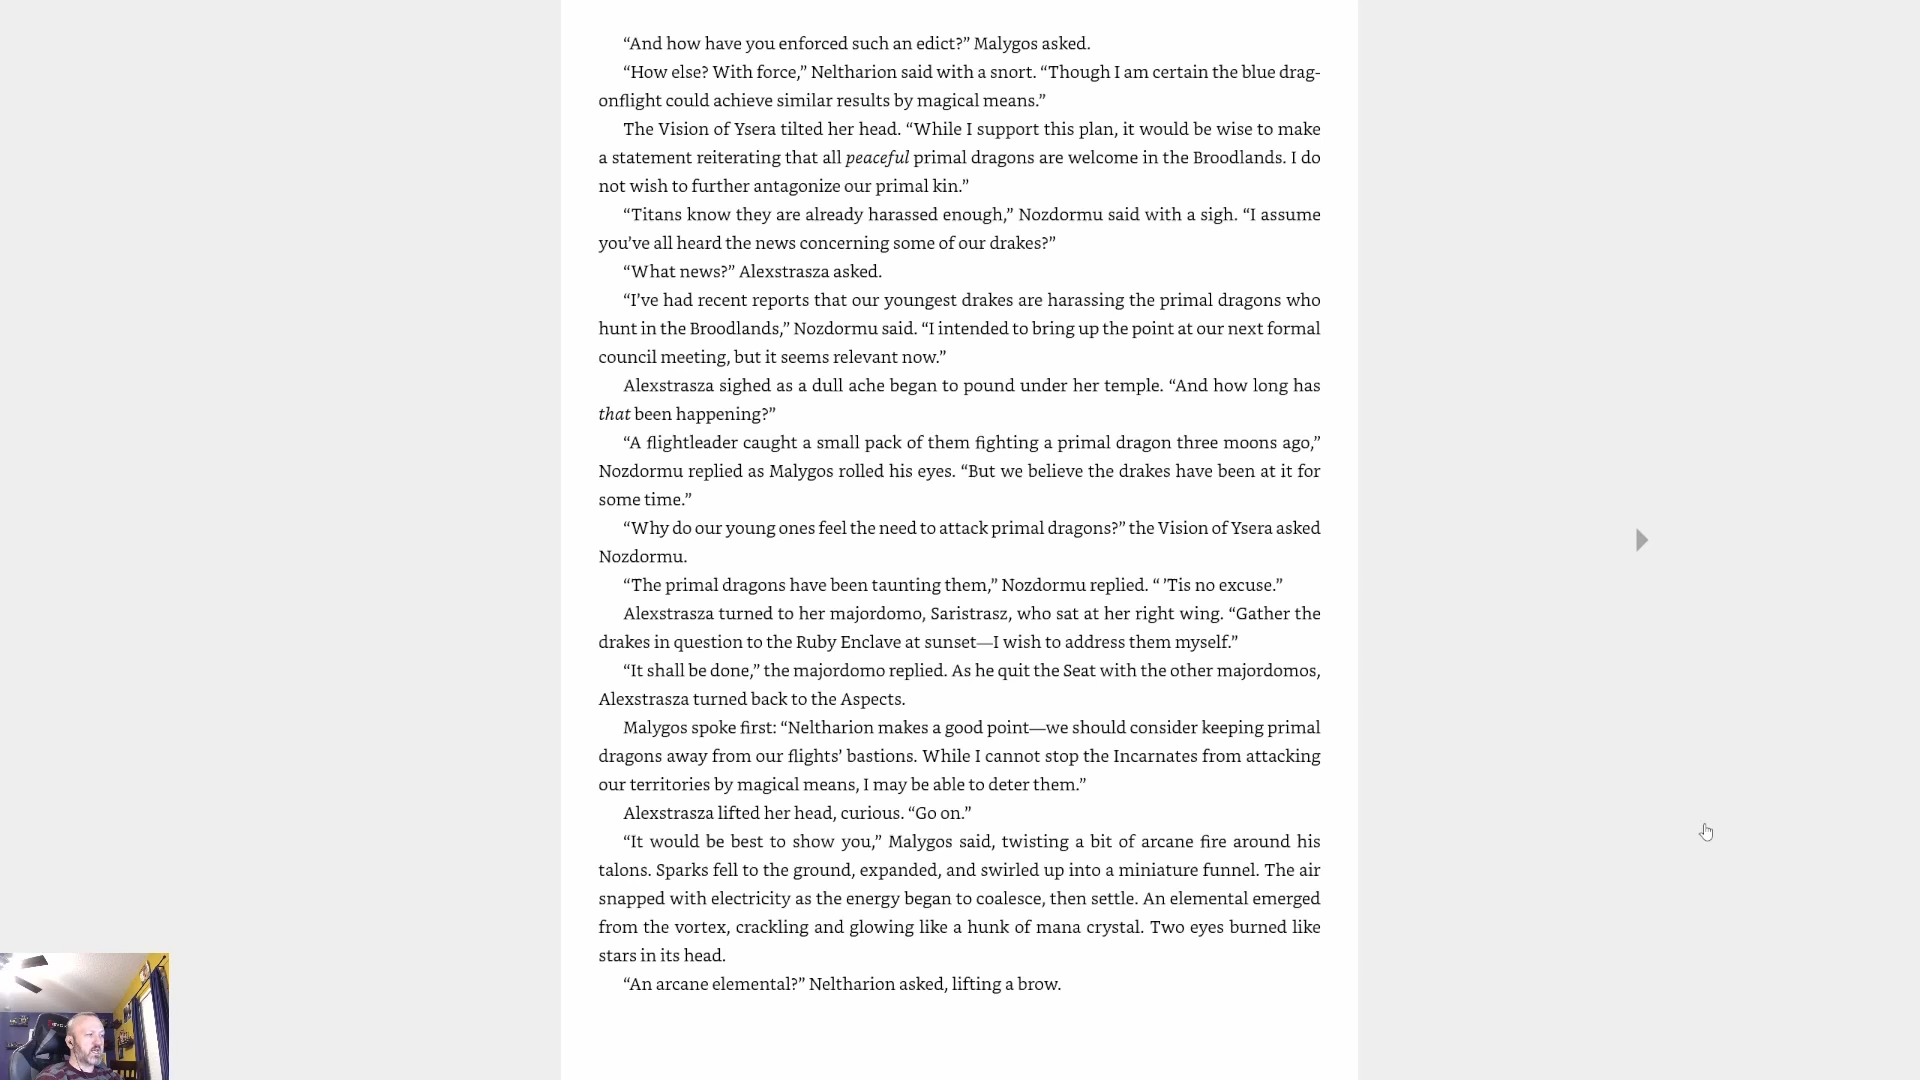 “And how have you enforced such an edict?” Malygos asked.
“How else? With force,” Neltharion said with a snort. “Though I am certain the blue drag-
onflight could achieve similar results by magical means.”
The Vision of Ysera tilted her head. “While I support this plan, it would be wise to make
a statement reiterating that all peaceful primal dragons are welcome in the Broodlands. I do
not wish to further antagonize our primal kin.”
“Titans know they are already harassed enough,” Nozdormu said with a sigh. “I assume
you’ve all heard the news concerning some of our drakes?”
“What news?” Alexstrasza asked.
“I’ve had recent reports that our youngest drakes are harassing the primal dragons who
hunt in the Broodlands,” Nozdormu said. “I intended to bring up the point at our next formal
council meeting, but it seems relevant now.”
Alexstrasza sighed as a dull ache began to pound under her temple. “And how long has
that been happening?”
“A flightleader caught a small pack of them fighting a primal dragon three moons ago,”
Nozdormu replied as Malygos rolled his eyes. “But we believe the drakes have been at it for
some time.”
“Why do our young ones feel the need to attack primal dragons?” the Vision of Ysera asked
Nozdormu.
“The primal dragons have been taunting them,” Nozdormu replied. “ ’Tis no excuse.”
Alexstrasza turned to her majordomo, Saristrasz, who sat at her right wing. “Gather the
drakes in question to the Ruby Enclave at sunset—I wish to address them myself.”
“It shall be done,” the majordomo replied. As he quit the Seat with the other majordomos,
Alexstrasza turned back to the Aspects.
Malygos spoke first: “Neltharion makes a good point—we should consider keeping primal
dragons away from our flights’ bastions. While I cannot stop the Incarnates from attacking
our territories by magical means, I may be able to deter them.”
Alexstrasza lifted her head, curious. “Go on.”
“It would be best to show you,” Malygos said, twisting a bit of arcane fire around his
talons. Sparks fell to the ground, expanded, and swirled up into a miniature funnel. The air
snapped with electricity as the energy began to coalesce, then settle. An elemental emerged
from the vortex, crackling and glowing like a hunk of mana crystal. Two eyes burned like
stars in its head.
“An arcane elemental?” Neltharion asked, lifting a brow.